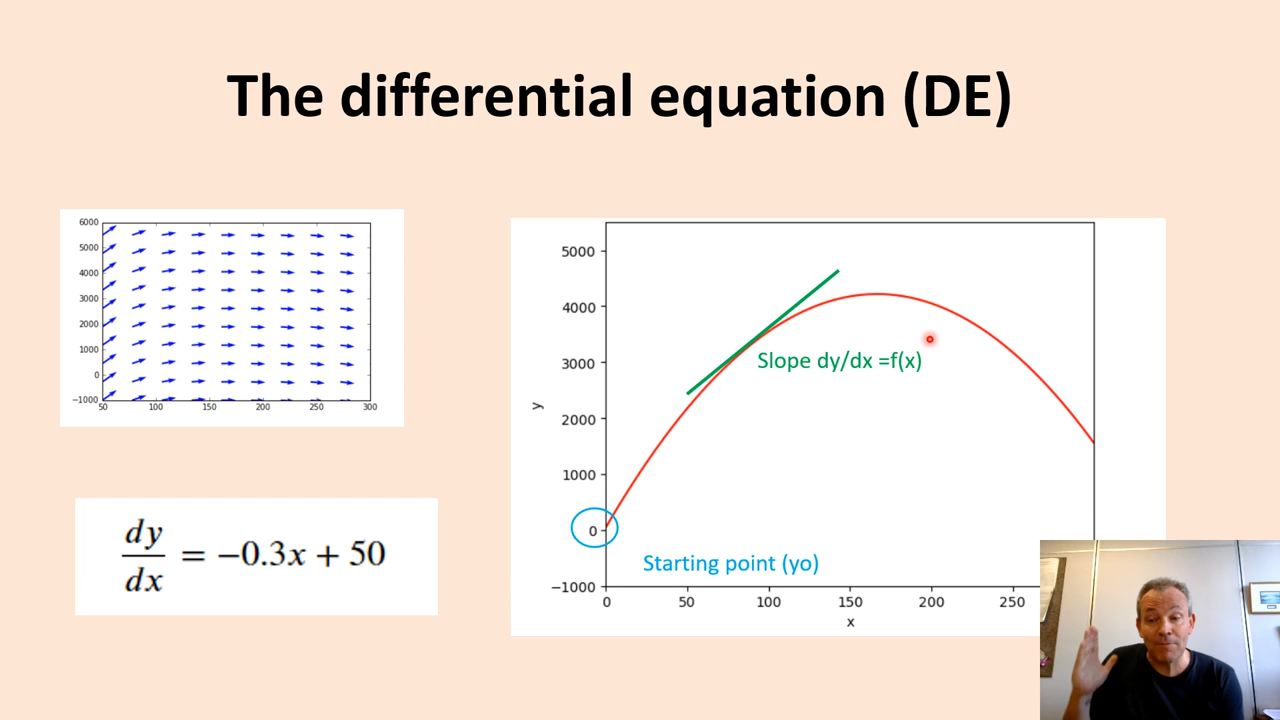 The differential equation (DE)
6000
5000
4000
3000
2000
1000
0
−1000
50 100 150 200 250 300
dy/dx = −0.3x + 50
5000
4000
3000
2000
1000
0
−1000
y
Slope dy/dx =f(x)
Starting point (yo)
0 50 100 150 200 250
x